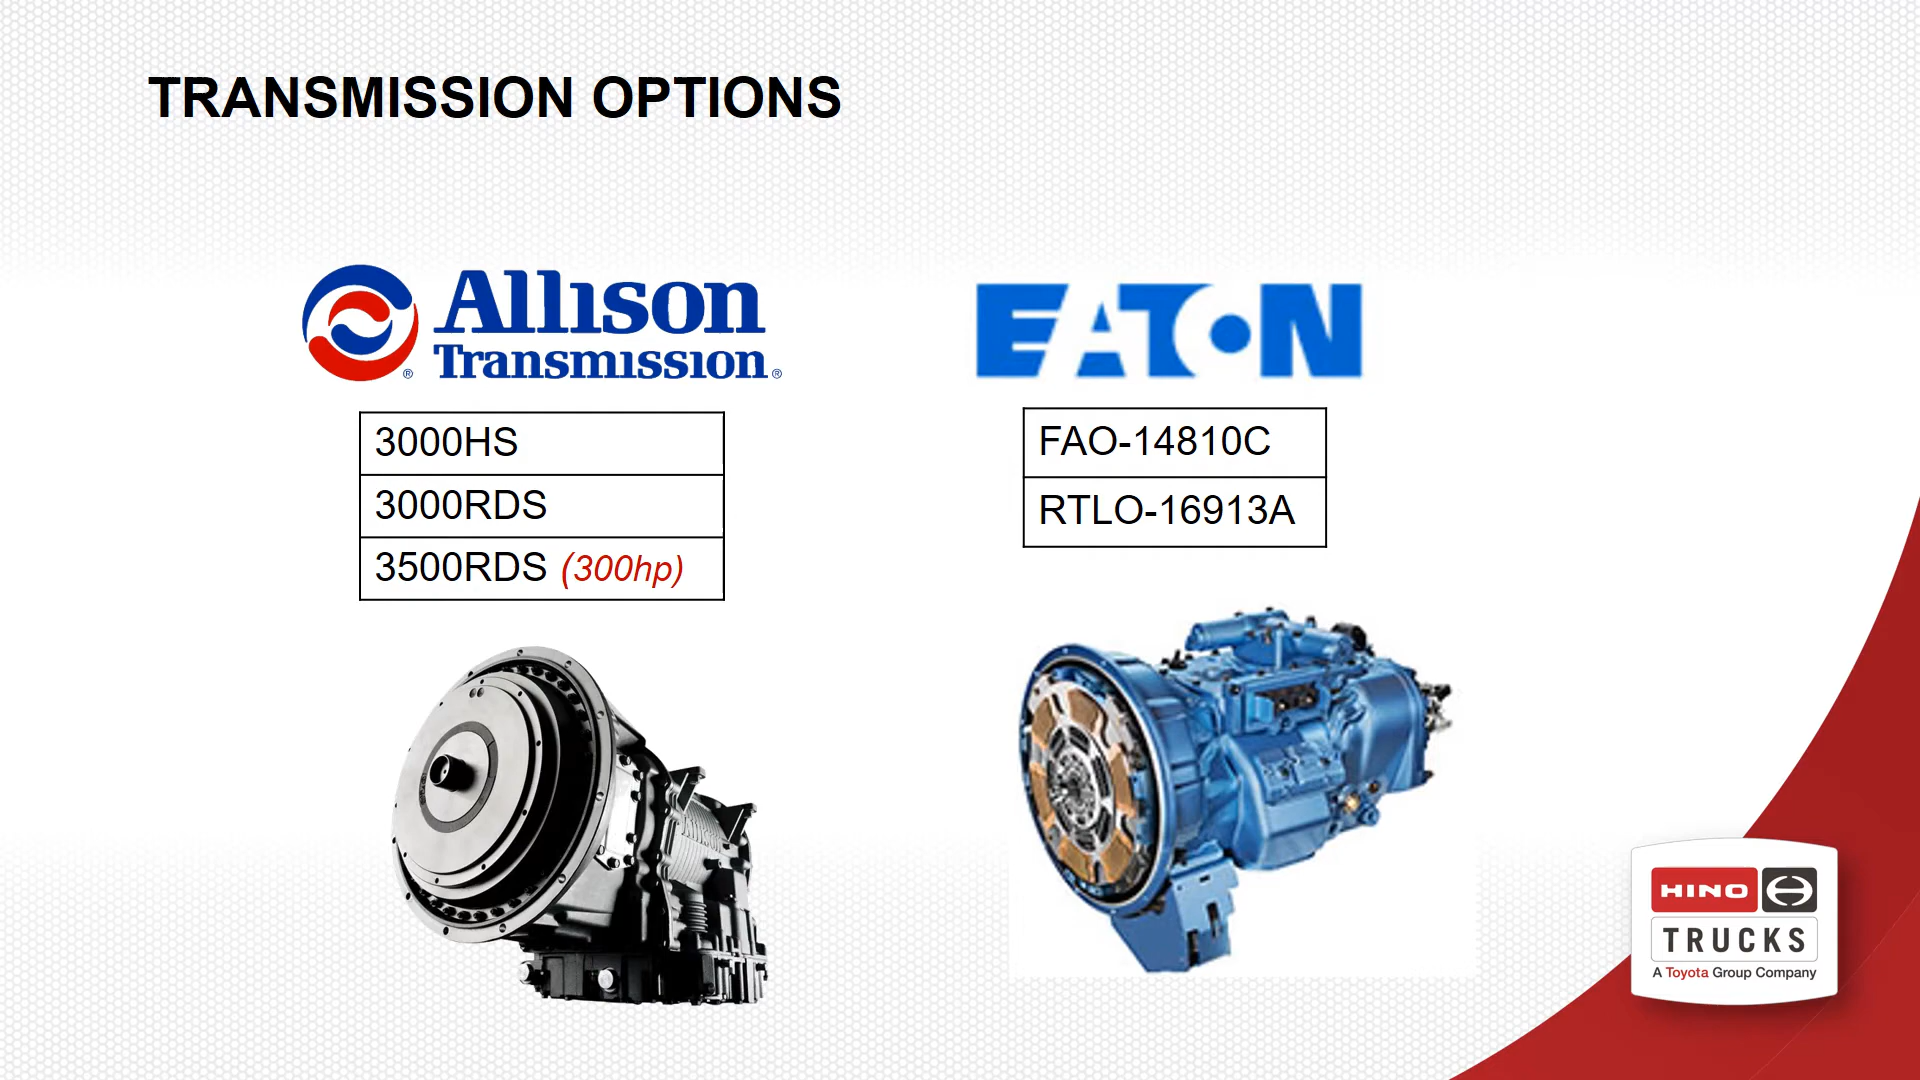 TRANSMISSION OPTIONS
Allison
Transmission®
®
3000HS
3000RDS
3500RDS (300hp)
EATON
FAO-14810C
RTLO-16913A
HINO
TRUCKS
A Toyota Group Company